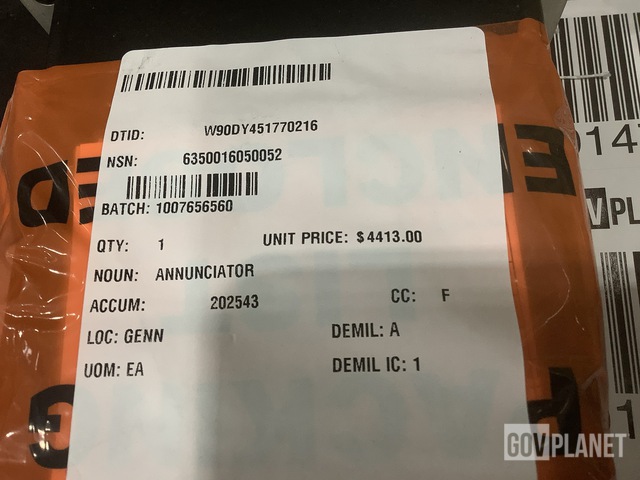 DTID: W90DY451770216
NSN: 6350016050052
BATCH: 1007656560
QTY: 1 UNIT PRICE: $4413.00
NOUN: ANNUNCIATOR
ACCUM: 202543 CC: F
LOC: GENN DEMIL: A
UOM: EA DEMIL IC: 1
GOVPLANET